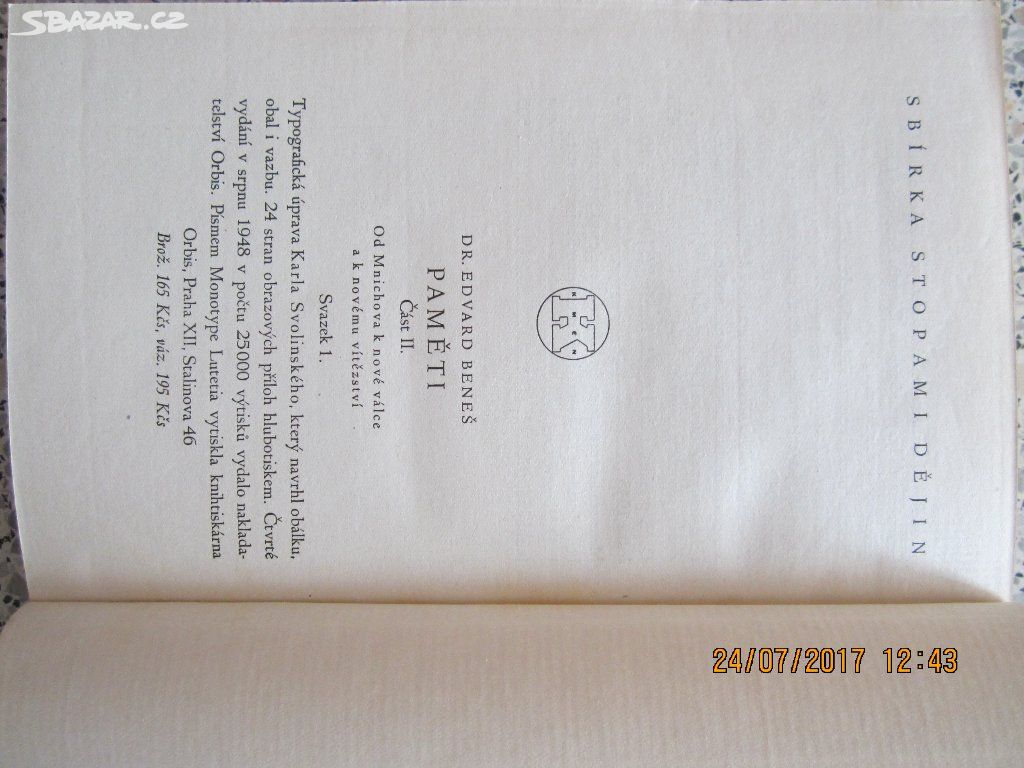 SBAZAR.CZ
SBÍRKA STOPAMI DĚJIN
KMEN
DR. EDVARD BENEŠ
PAMĚTI
Část II.
Od Mnichova k nové válce
a k novému vítězství
Svazek 1.
Typografická úprava Karla Svolinského, který navrhl obálku,
obal i vazbu. 24 stran obrazových příloh hlubotiskem. Čtvrté
vydání v srpnu 1948 v počtu 25000 výtisků vydalo naklada-
telství Orbis. Písmem Monotype Lutetia vytiskla knihtiskárna
Orbis, Praha XII, Stalinova 46
Brož. 165 Kčs, váz. 195 Kčs
24/07/2017 12:43